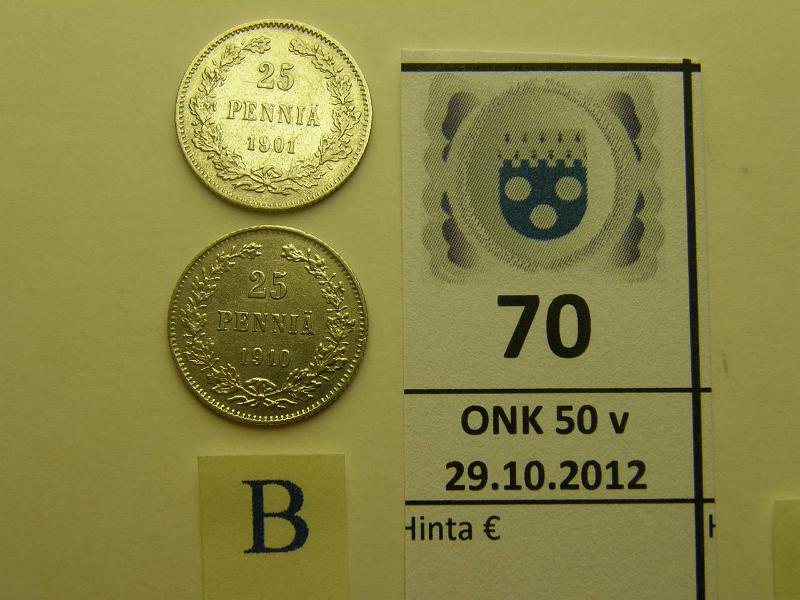 25
PENNIÄ
1901
25
PENNIÄ
1910
B
70
ONK 50 v
29.10.2012
Hinta €
H